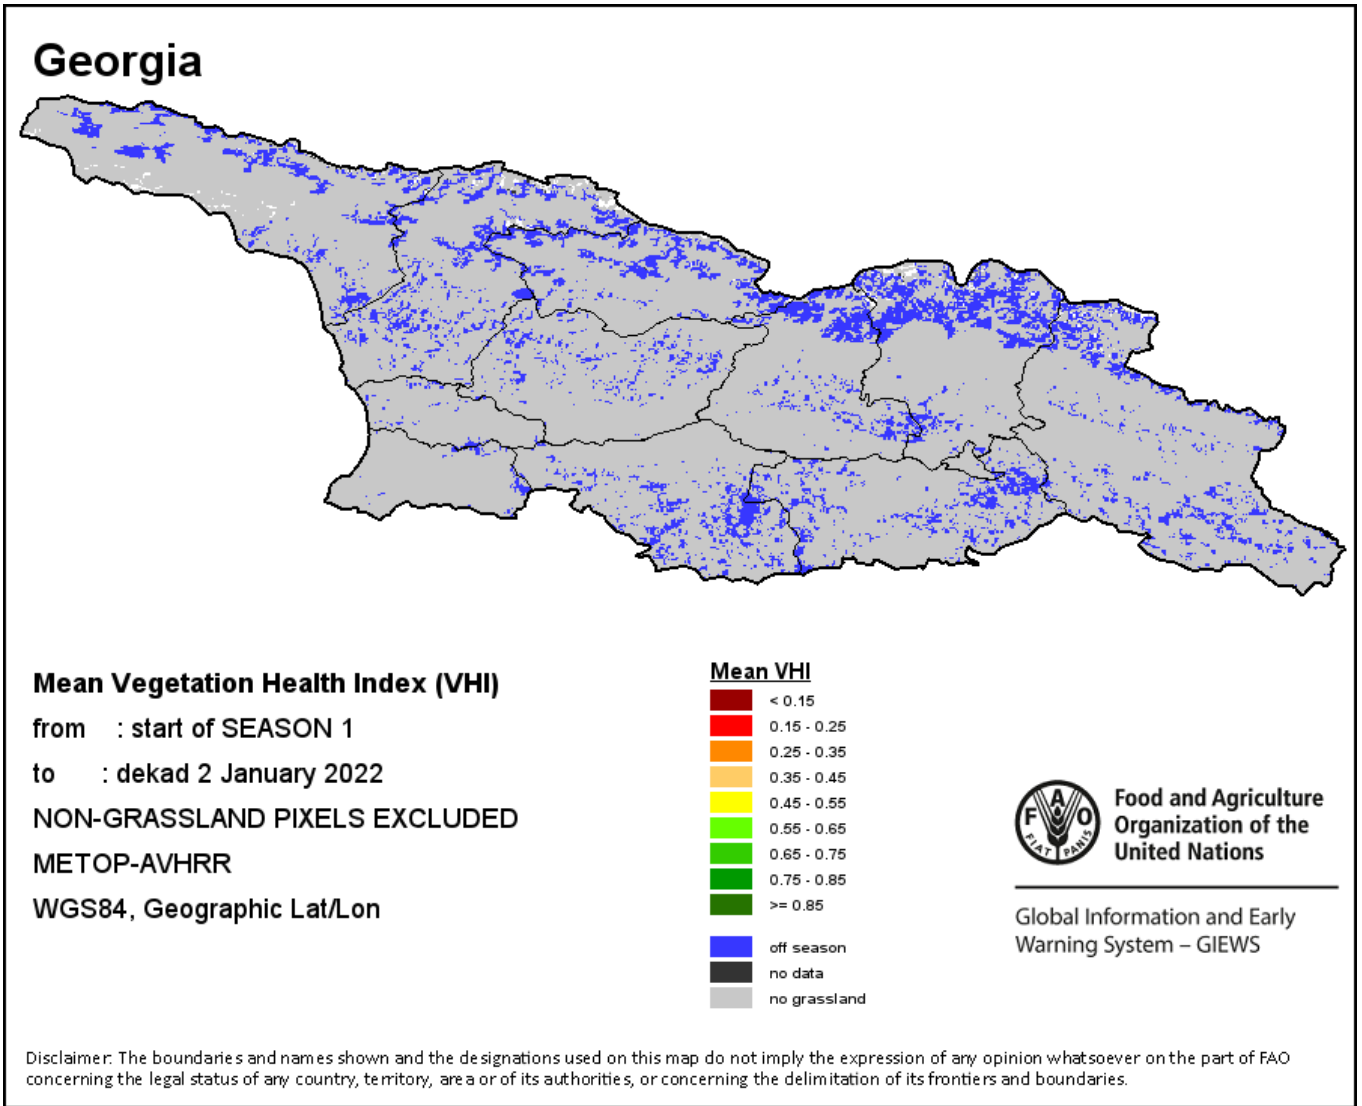 Georgia
Mean Vegetation Health Index (VHI)
from : start of SEASON 1
to : dekad 2 January 2022
NON-GRASSLAND PIXELS EXCLUDED
METOP-AVHRR
WGS84, Geographic Lat/Lon
Mean VHI
< 0.15
0.15 - 0.25
0.25 - 0.35
0.35 - 0.45
0.45 - 0.55
0.55 - 0.65
0.65 - 0.75
0.75 - 0.85
>= 0.85
off season
no data
no grassland
F A O
FIAT PANIS
Food and Agriculture
Organization of the
United Nations
Global Information and Early
Warning System – GIEWS
Disclaimer: The boundaries and names shown and the designations used on this map do not imply the expression of any opinion whatsoever on the part of FAO
concerning the legal status of any country, territory, area or of its authorities, or concerning the delimitation of its frontiers and boundaries.